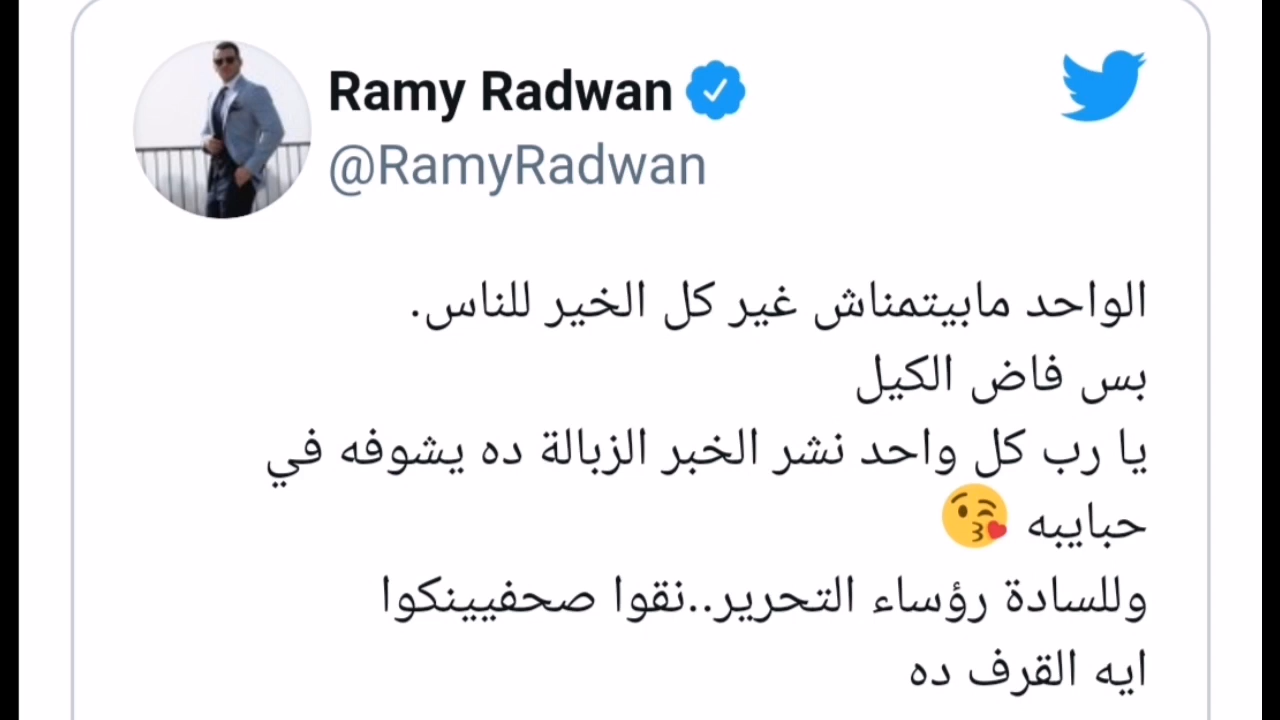 Ramy Radwan
@RamyRadwan
الواحد مابيتمناش غير كل الخير للناس.
بس فاض الكيل
يا رب كل واحد نشر الخبر الزبالة ده يشوفه في
حبايبه 😘
وللسادة رؤساء التحرير..نقوا صحفيينكوا
ايه القرف ده